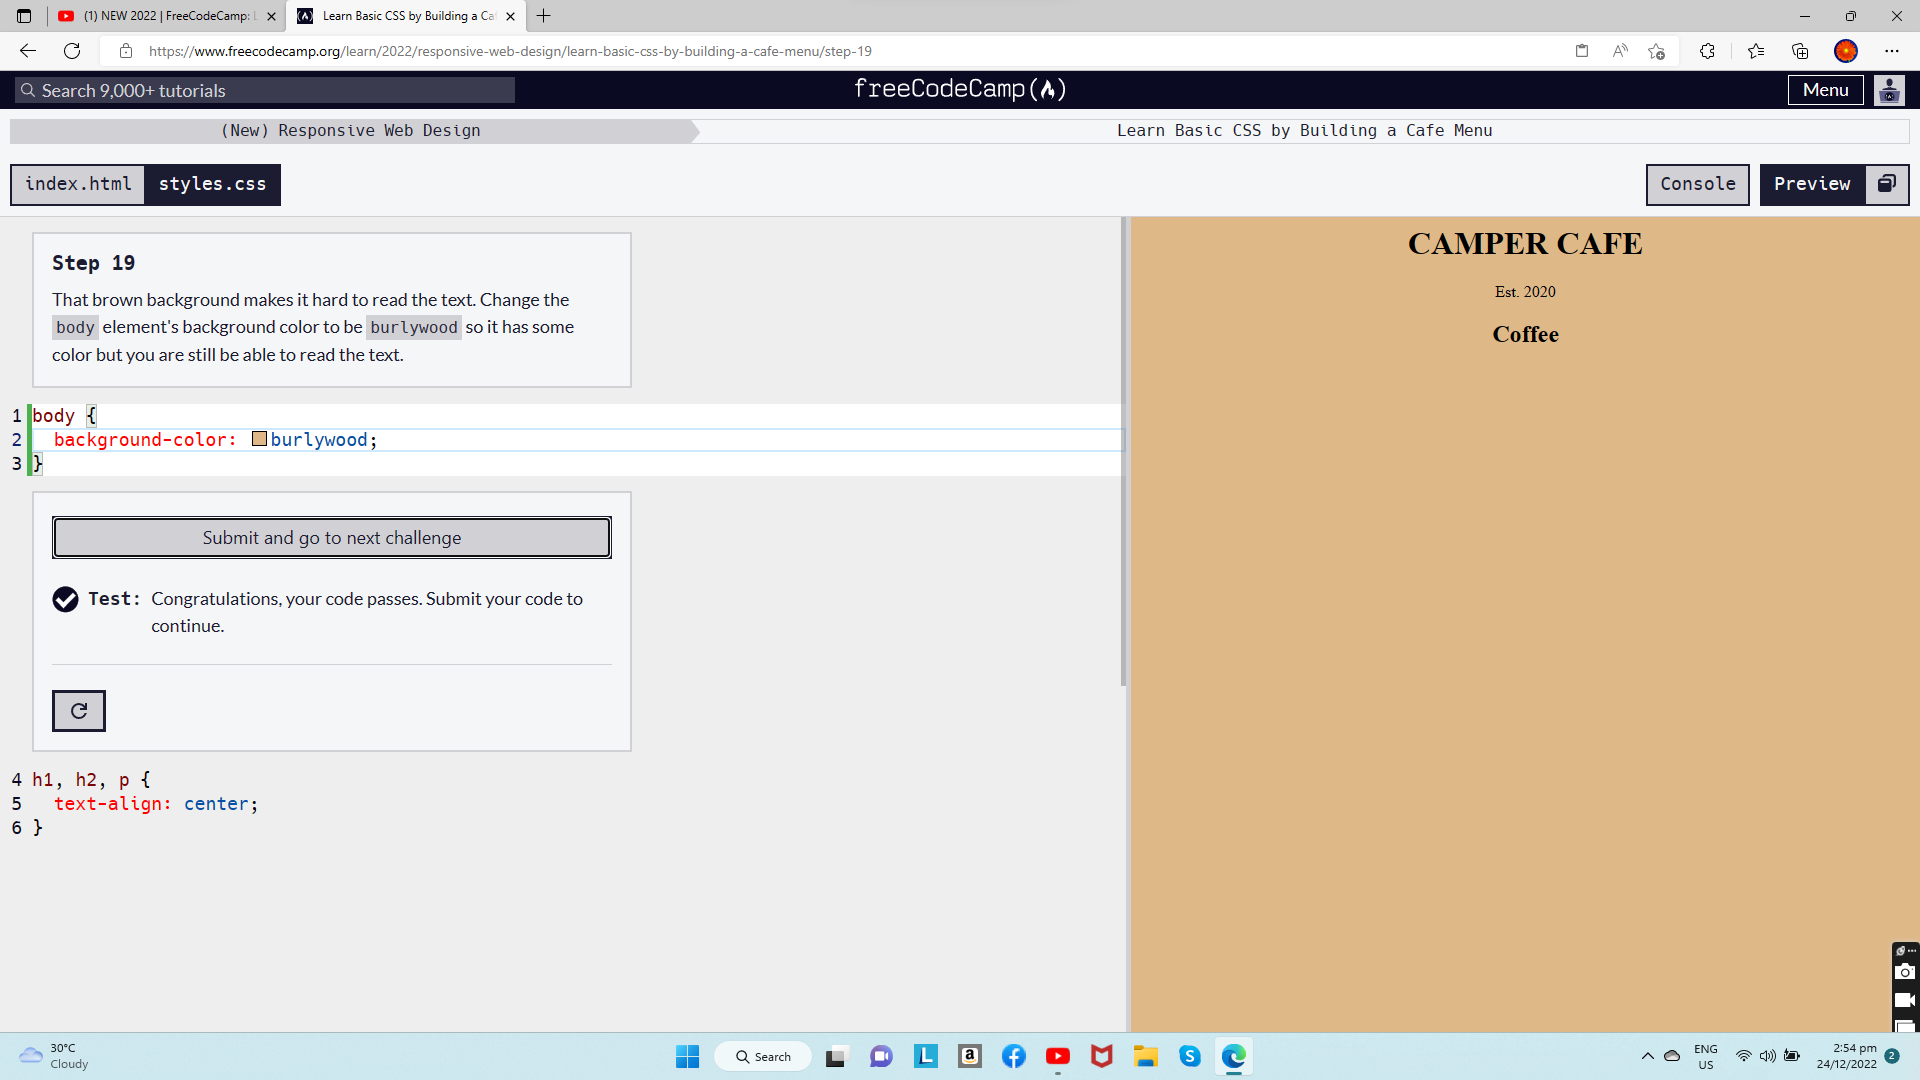 (1) NEW 2022 | FreeCodeCamp:
Learn Basic CSS by Building a Caf
https://www.freecodecamp.org/learn/2022/responsive-web-design/learn-basic-css-by-building-a-cafe-menu/step-19
Search 9,000+ tutorials
freeCodeCamp
Menu
(New) Responsive Web Design
Learn Basic CSS by Building a Cafe Menu
index.html
styles.css
Console
Preview
Step 19
That brown background makes it hard to read the text. Change the
body element's background color to be burlywood so it has some
color but you are still be able to read the text.
1 body {
2 background-color: burlywood;
3 }
Submit and go to next challenge
Test: Congratulations, your code passes. Submit your code to
continue.
4 h1, h2, p {
5 text-align: center;
6 }
CAMPER CAFE
Est. 2020
Coffee
30°C
Cloudy
Search
L
a
S
ENG
US
2:54 pm
24/12/2022
2